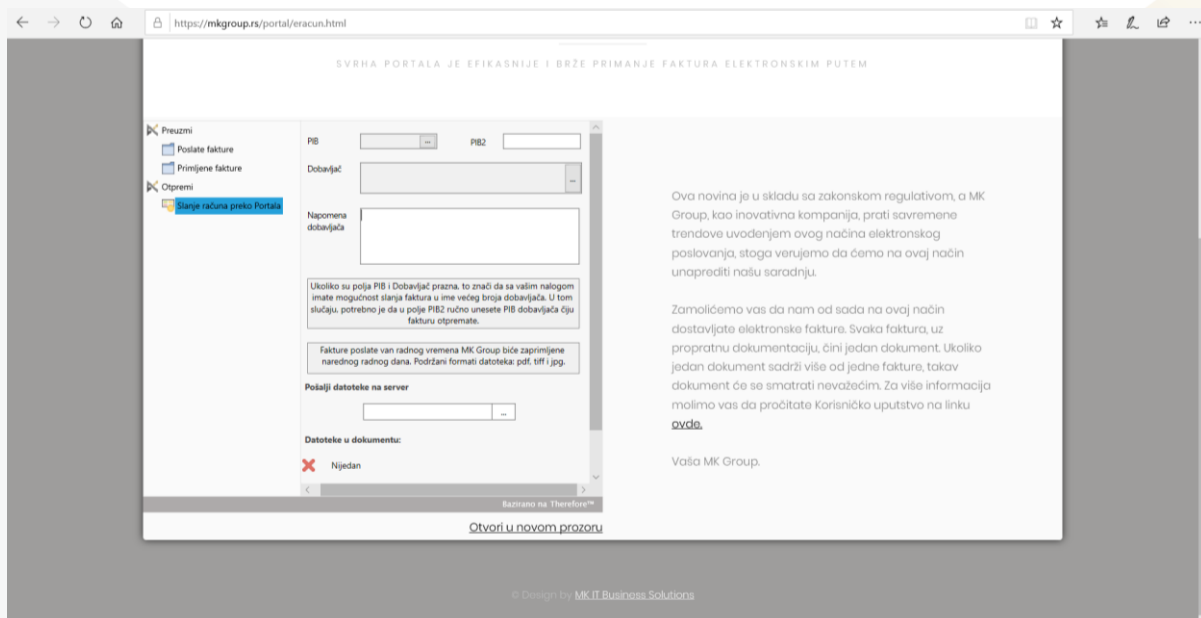 https://mkgroup.rs/portal/eracun.html
SVRHA PORTALA JE EFIKASNIJE I BRŽE PRIMANJE FAKTURA ELEKTRONSKIM PUTEM
Preuzmi
Poslate fakture
Primljene fakture
Otpremi
Slanje računa preko Portala
PIB
...
PIB2
Dobavljač
...
Napomena
dobavljača
Ukoliko su polja PIB i Dobavljač prazna, to znači da sa vašim nalogom
imate mogućnost slanja faktura u ime većeg broja dobavljača. U tom
slučaju, potrebno je da u polje PIB2 ručno unesete PIB dobavljača čiju
fakturu otpremate.
Fakture poslate van radnog vremena MK Group biće zaprimljene
narednog radnog dana. Podržani formati datoteka: pdf, tiff i jpg.
Pošalji datoteke na server
...
Datoteke u dokumentu:
Nijedan
Bazirano na Therefore™
Otvori u novom prozoru
Ova novina je u skladu sa zakonskom regulativom, a MK
Group, kao inovativna kompanija, prati savremene
trendove uvođenjem ovog načina elektronskog
poslovanja, stoga verujemo da ćemo na ovaj način
unaprediti našu saradnju.
Zamolićemo vas da nam od sada na ovaj način
dostavljate elektronske fakture. Svaka faktura, uz
propratnu dokumentaciju, čini jedan dokument. Ukoliko
jedan dokument sadrži više od jedne fakture, takav
dokument će se smatrati nevažećim. Za više informacija
molimo vas da pročitate Korisničko uputstvo na linku
ovde.
Vaša MK Group.
© Design by MK IT Business Solutions